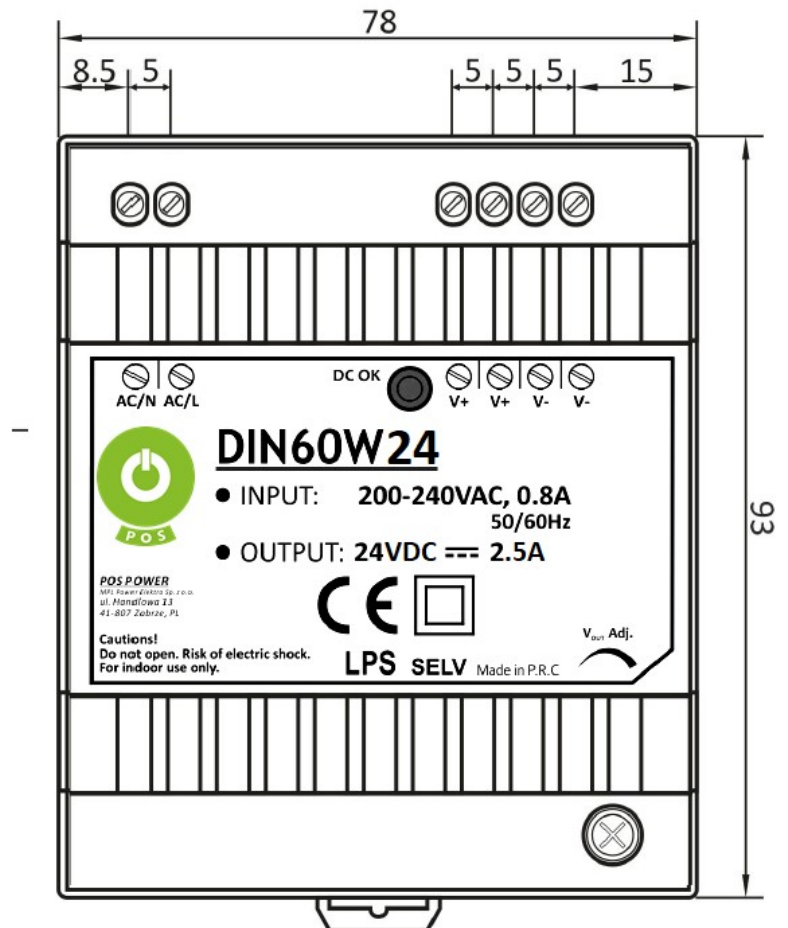 78
8.5 5 5 5 5 15
93
DC OK
AC/N AC/L V+ V+ V- V-
DIN60W24
INPUT: 200-240VAC, 0.8A
50/60Hz
OUTPUT: 24VDC 2.5A
POS
POS POWER
MPL Power Elektro Sp. z o.o.
ul. Handlowa 13
41-807 Zabrze, PL
CE
Cautions!
Do not open. Risk of electric shock.
For indoor use only.
LPS SELV Made in P.R.C
VOUT Adj.